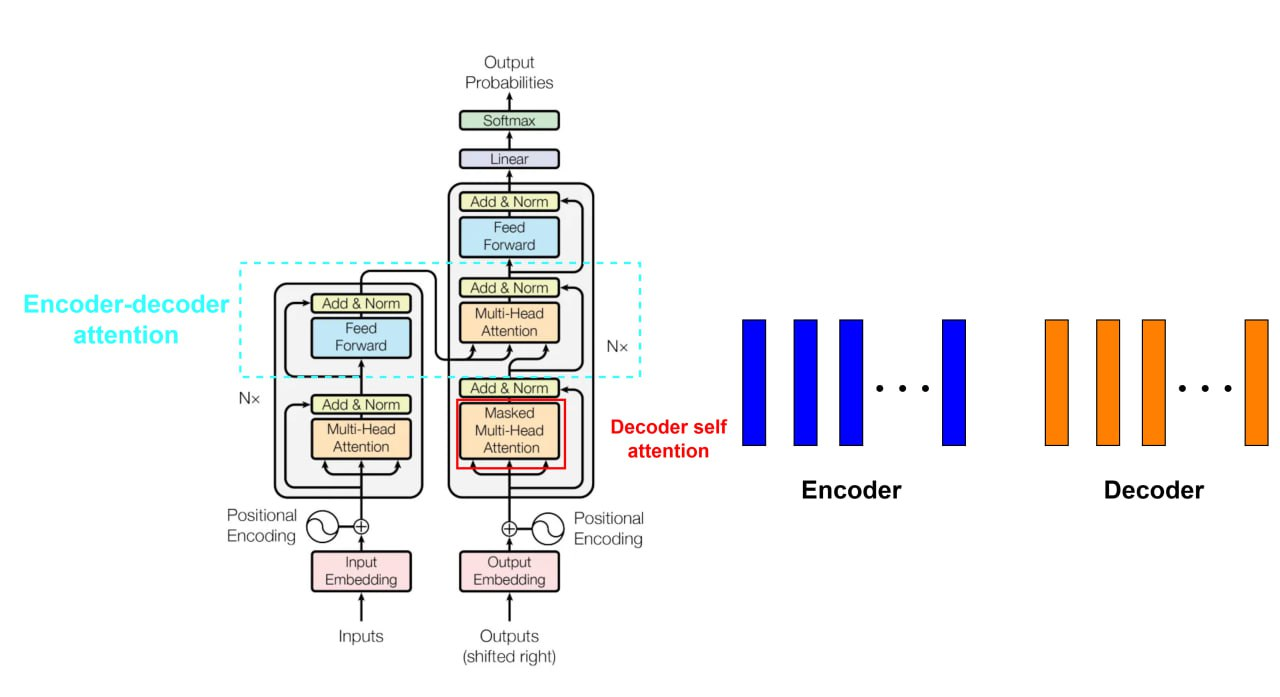 Output
Probabilities
Softmax
Linear
Add & Norm
Feed
Forward
Add & Norm
Multi-Head
Attention
Nx
Add & Norm
Masked
Multi-Head
Attention
Encoder-decoder
attention
Add & Norm
Feed
Forward
Nx
Add & Norm
Multi-Head
Attention
Decoder self
attention
Positional
Encoding
Positional
Encoding
Input
Embedding
Output
Embedding
Inputs
Outputs
(shifted right)
Encoder
Decoder